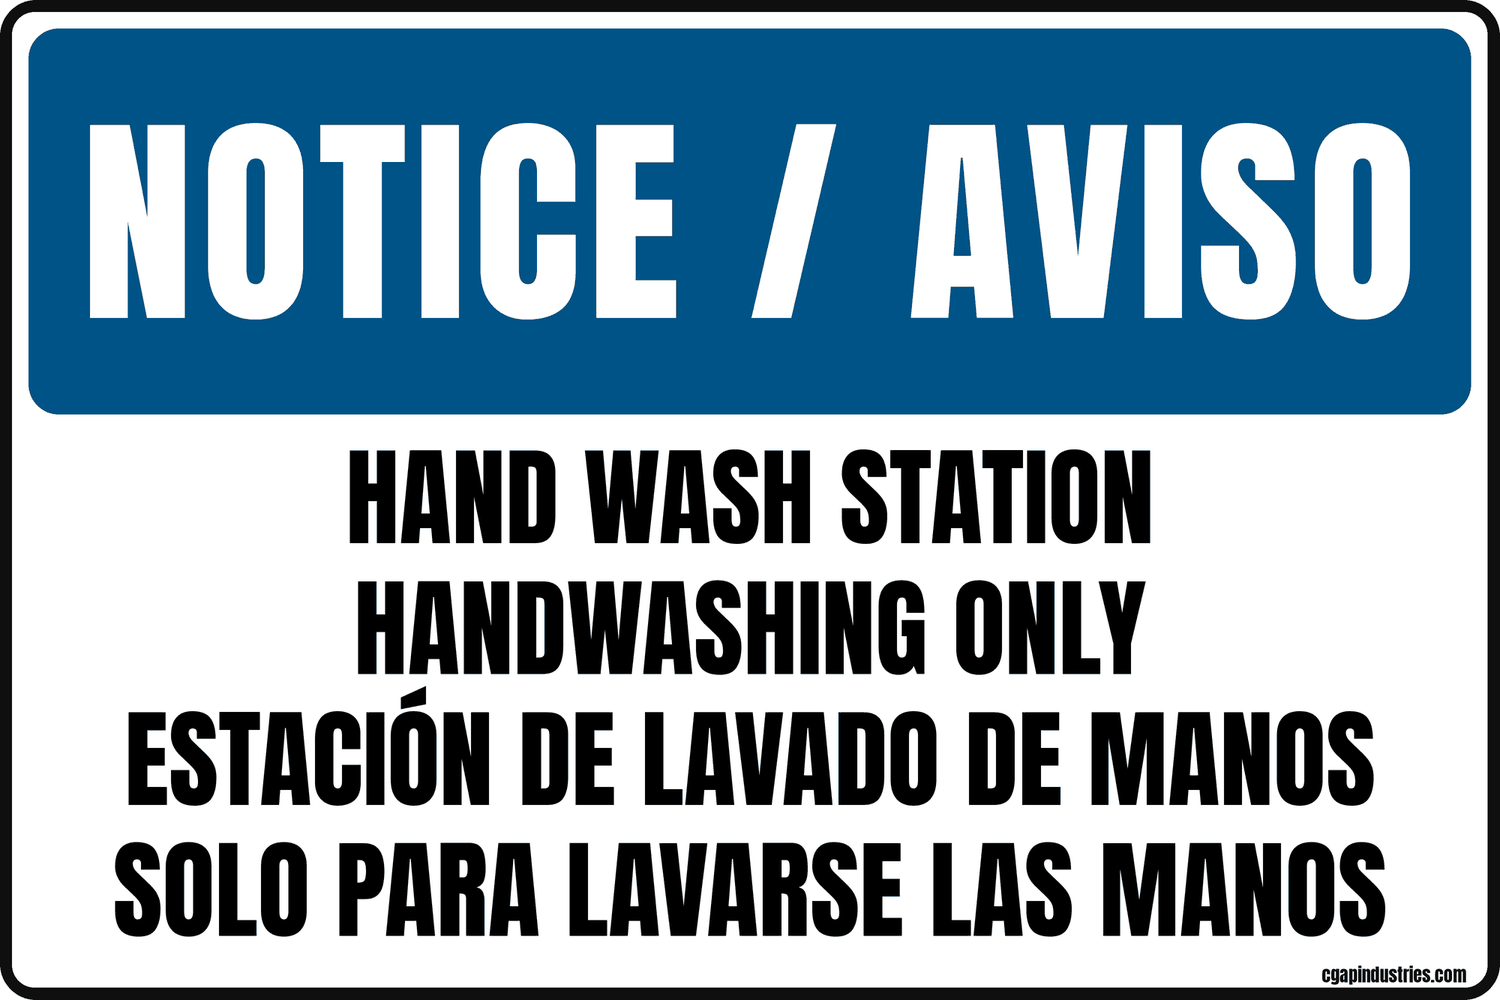 NOTICE / AVISO
HAND WASH STATION
HANDWASHING ONLY
ESTACIÓN DE LAVADO DE MANOS
SOLO PARA LAVARSE LAS MANOS
cgapindustries.com